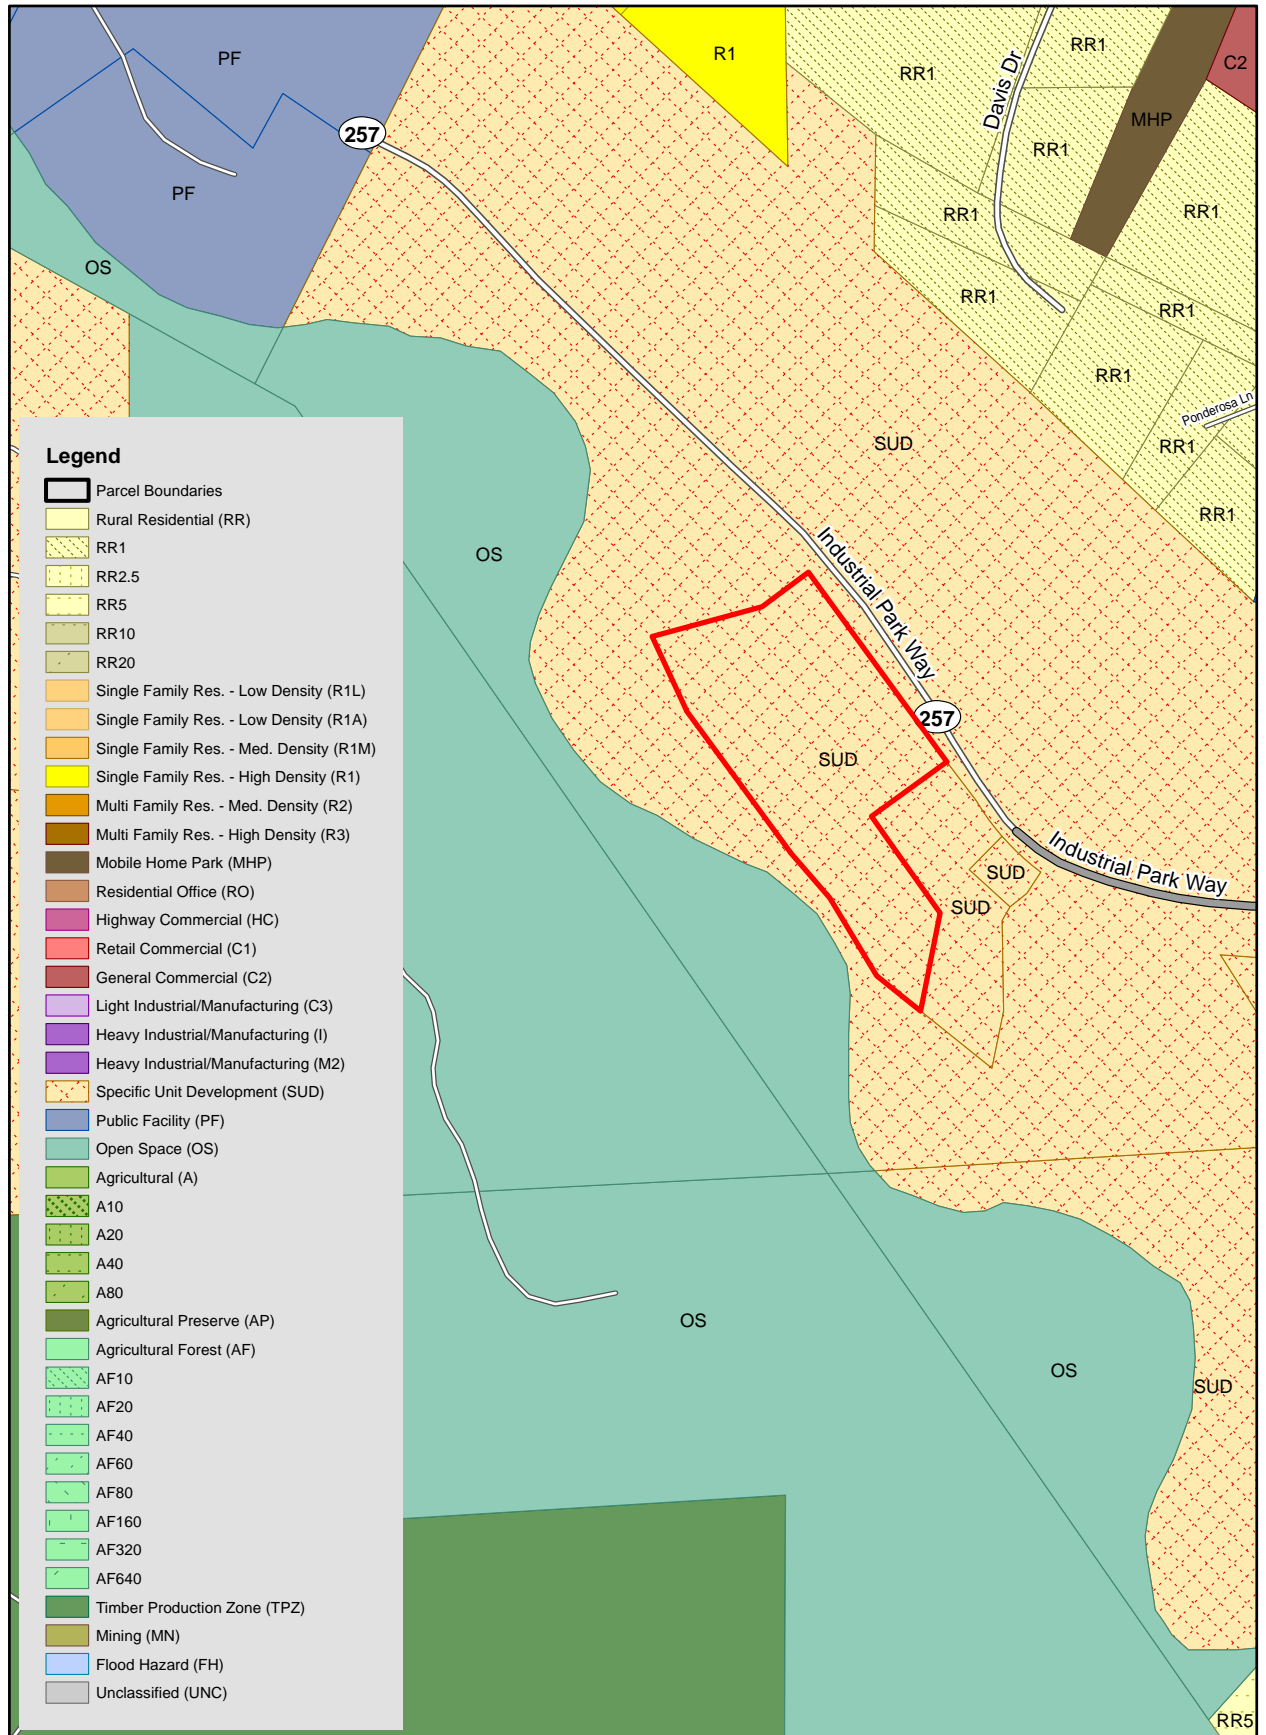 PF
R1
RR1
RR1
C2
Davis Dr
MHP
257
RR1
PF
RR1
RR1
OS
RR1
RR1
RR1
Ponderosa Ln
SUD
RR1
RR1
OS
Industrial Park Way
257
SUD
Industrial Park Way
SUD
SUD
OS
OS
SUD
RR5
Legend
Parcel Boundaries
Rural Residential (RR)
RR1
RR2.5
RR5
RR10
RR20
Single Family Res. - Low Density (R1L)
Single Family Res. - Low Density (R1A)
Single Family Res. - Med. Density (R1M)
Single Family Res. - High Density (R1)
Multi Family Res. - Med. Density (R2)
Multi Family Res. - High Density (R3)
Mobile Home Park (MHP)
Residential Office (RO)
Highway Commercial (HC)
Retail Commercial (C1)
General Commercial (C2)
Light Industrial/Manufacturing (C3)
Heavy Industrial/Manufacturing (I)
Heavy Industrial/Manufacturing (M2)
Specific Unit Development (SUD)
Public Facility (PF)
Open Space (OS)
Agricultural (A)
A10
A20
A40
A80
Agricultural Preserve (AP)
Agricultural Forest (AF)
AF10
AF20
AF40
AF60
AF80
AF160
AF320
AF640
Timber Production Zone (TPZ)
Mining (MN)
Flood Hazard (FH)
Unclassified (UNC)